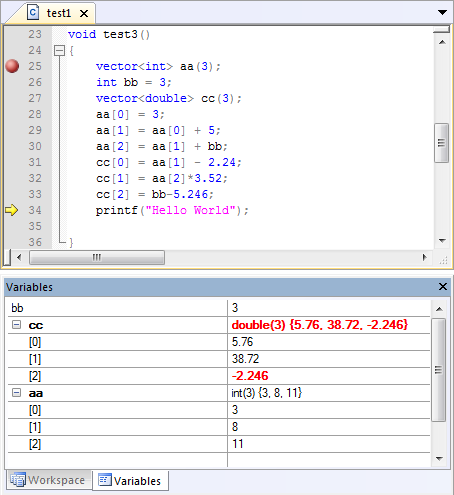 test1
23 void test3()
24 {
25 vector<int> aa(3);
26 int bb = 3;
27 vector<double> cc(3);
28 aa[0] = 3;
29 aa[1] = aa[0] + 5;
30 aa[2] = aa[1] + bb;
31 cc[0] = aa[1] - 2.24;
32 cc[1] = aa[2]*3.52;
33 cc[2] = bb-5.246;
34 printf("Hello World");
35
36 }
Variables
bb 3
cc double(3) {5.76, 38.72, -2.246}
[0] 5.76
[1] 38.72
[2] -2.246
aa int(3) {3, 8, 11}
[0] 3
[1] 8
[2] 11
Workspace Variables